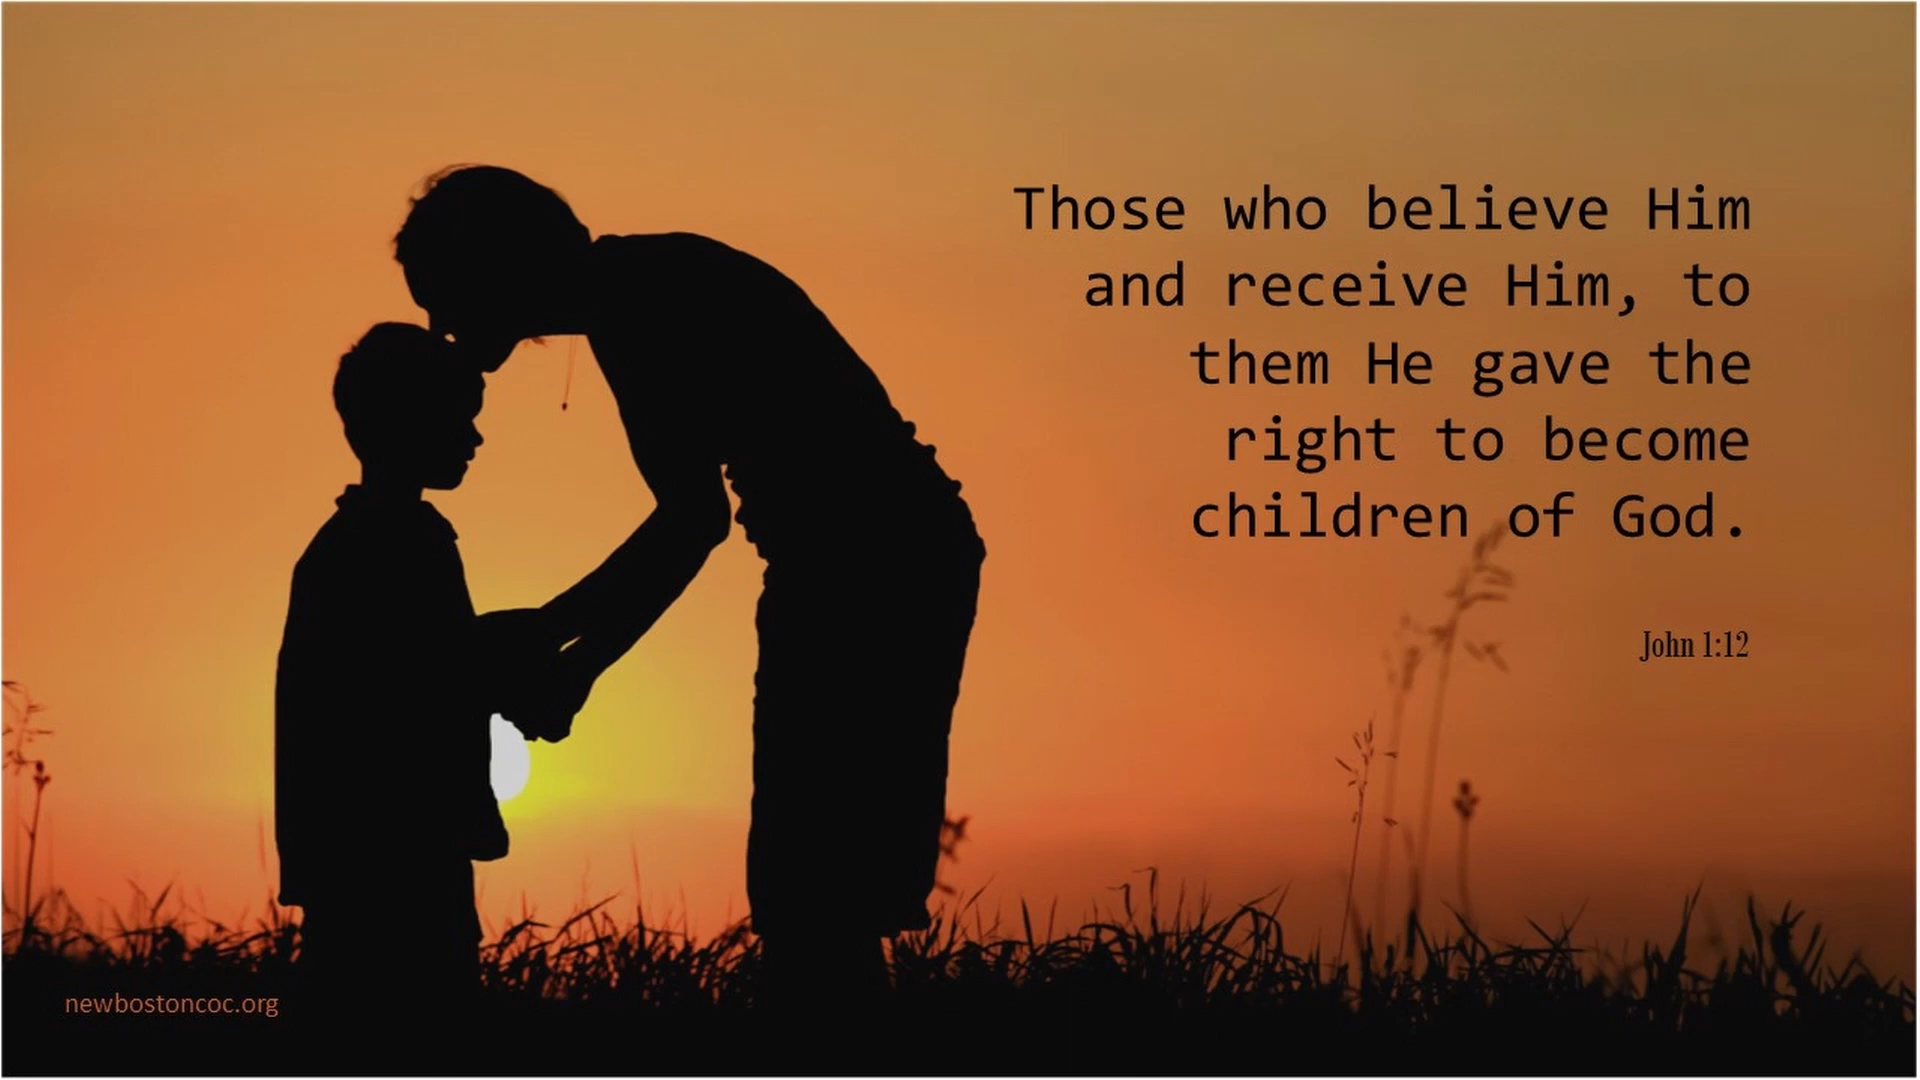 Those who believe Him
and receive Him, to
them He gave the
right to become
children of God.
John 1:12
newbostoncoc.org